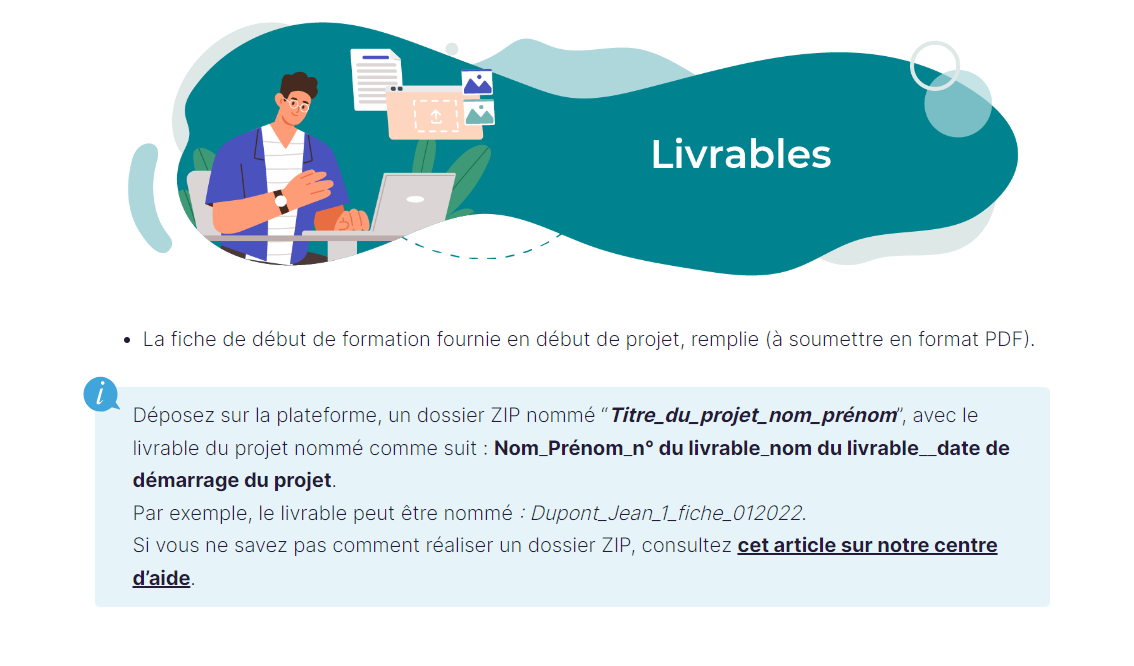 Livrables
La fiche de début de formation fournie en début de projet, remplie (à soumettre en format PDF).
Déposez sur la plateforme, un dossier ZIP nommé “Titre_du_projet_nom_prénom”, avec le
livrable du projet nommé comme suit : Nom_Prénom_n° du livrable_nom du livrable__date de
démarrage du projet.
Par exemple, le livrable peut être nommé : Dupont_Jean_1_fiche_012022.
Si vous ne savez pas comment réaliser un dossier ZIP, consultez cet article sur notre centre
d’aide.